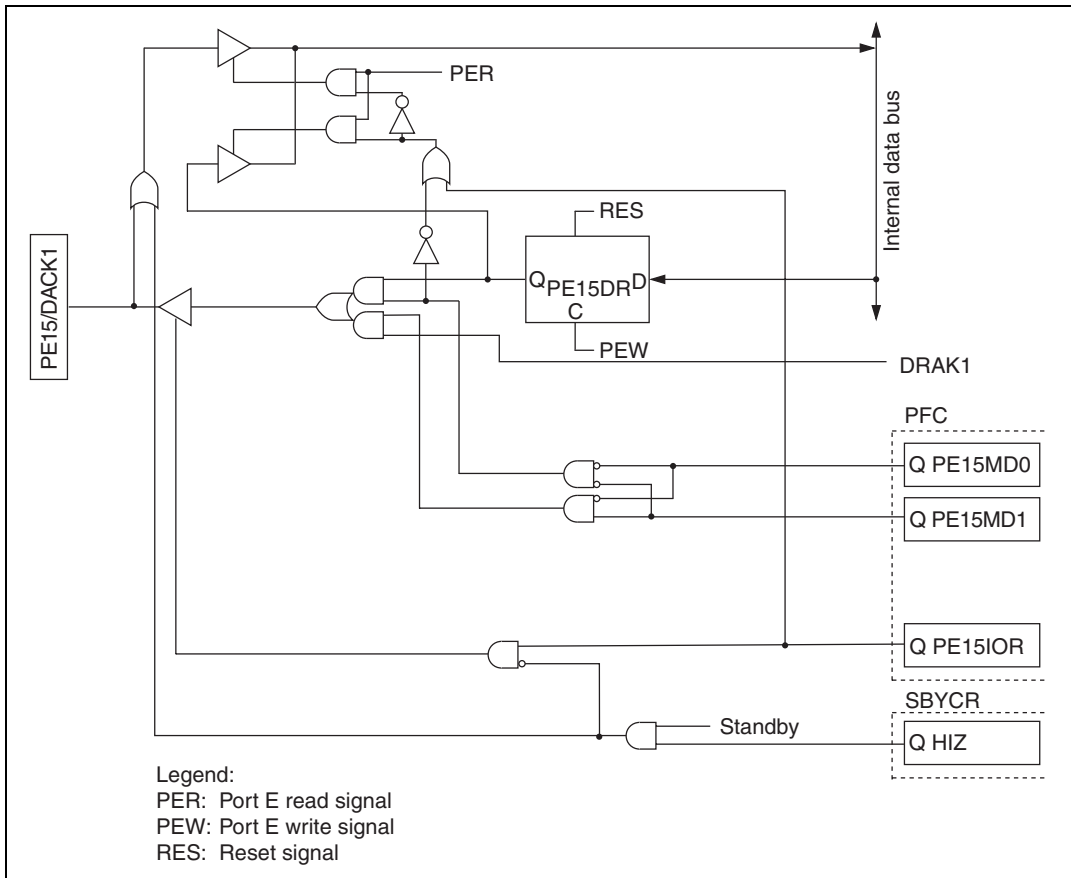 PER
Internal data bus
RES
Q PE15DR D
C
PEW
PE15/DACK1
DRAK1
PFC
Q PE15MD0
Q PE15MD1
Q PE15IOR
SBYCR
Standby
Q HIZ
Legend:
PER: Port E read signal
PEW: Port E write signal
RES: Reset signal